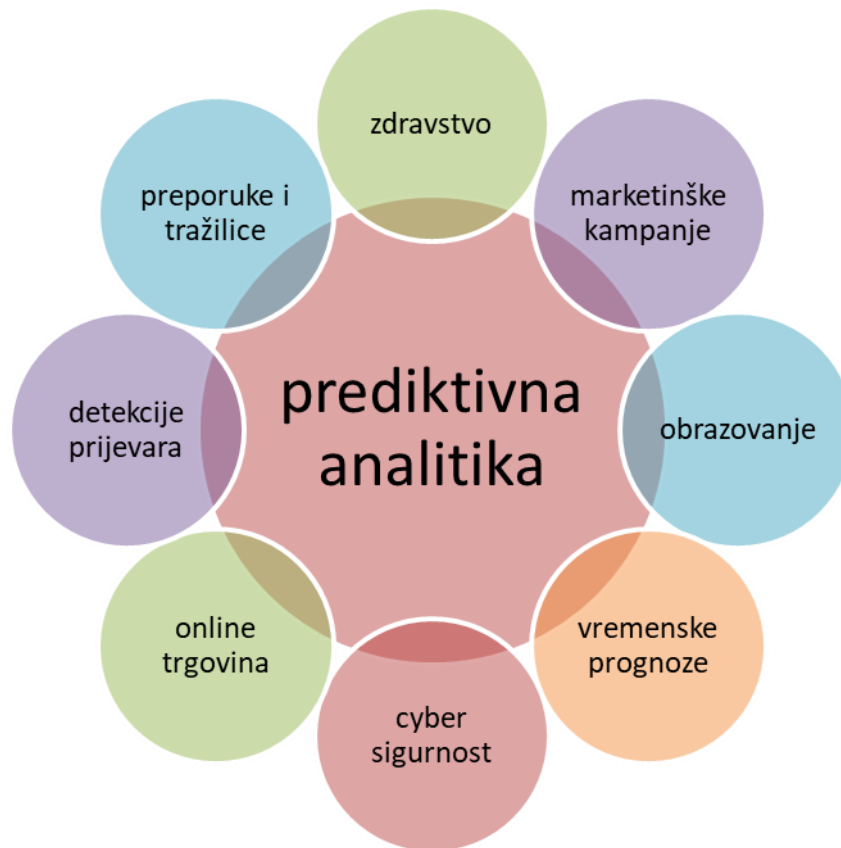 zdravstvo
preporuke i
tražilice
marketinške
kampanje
detekcije
prijevara
prediktivna
analitika
obrazovanje
online
trgovina
vremenske
prognoze
cyber
sigurnost